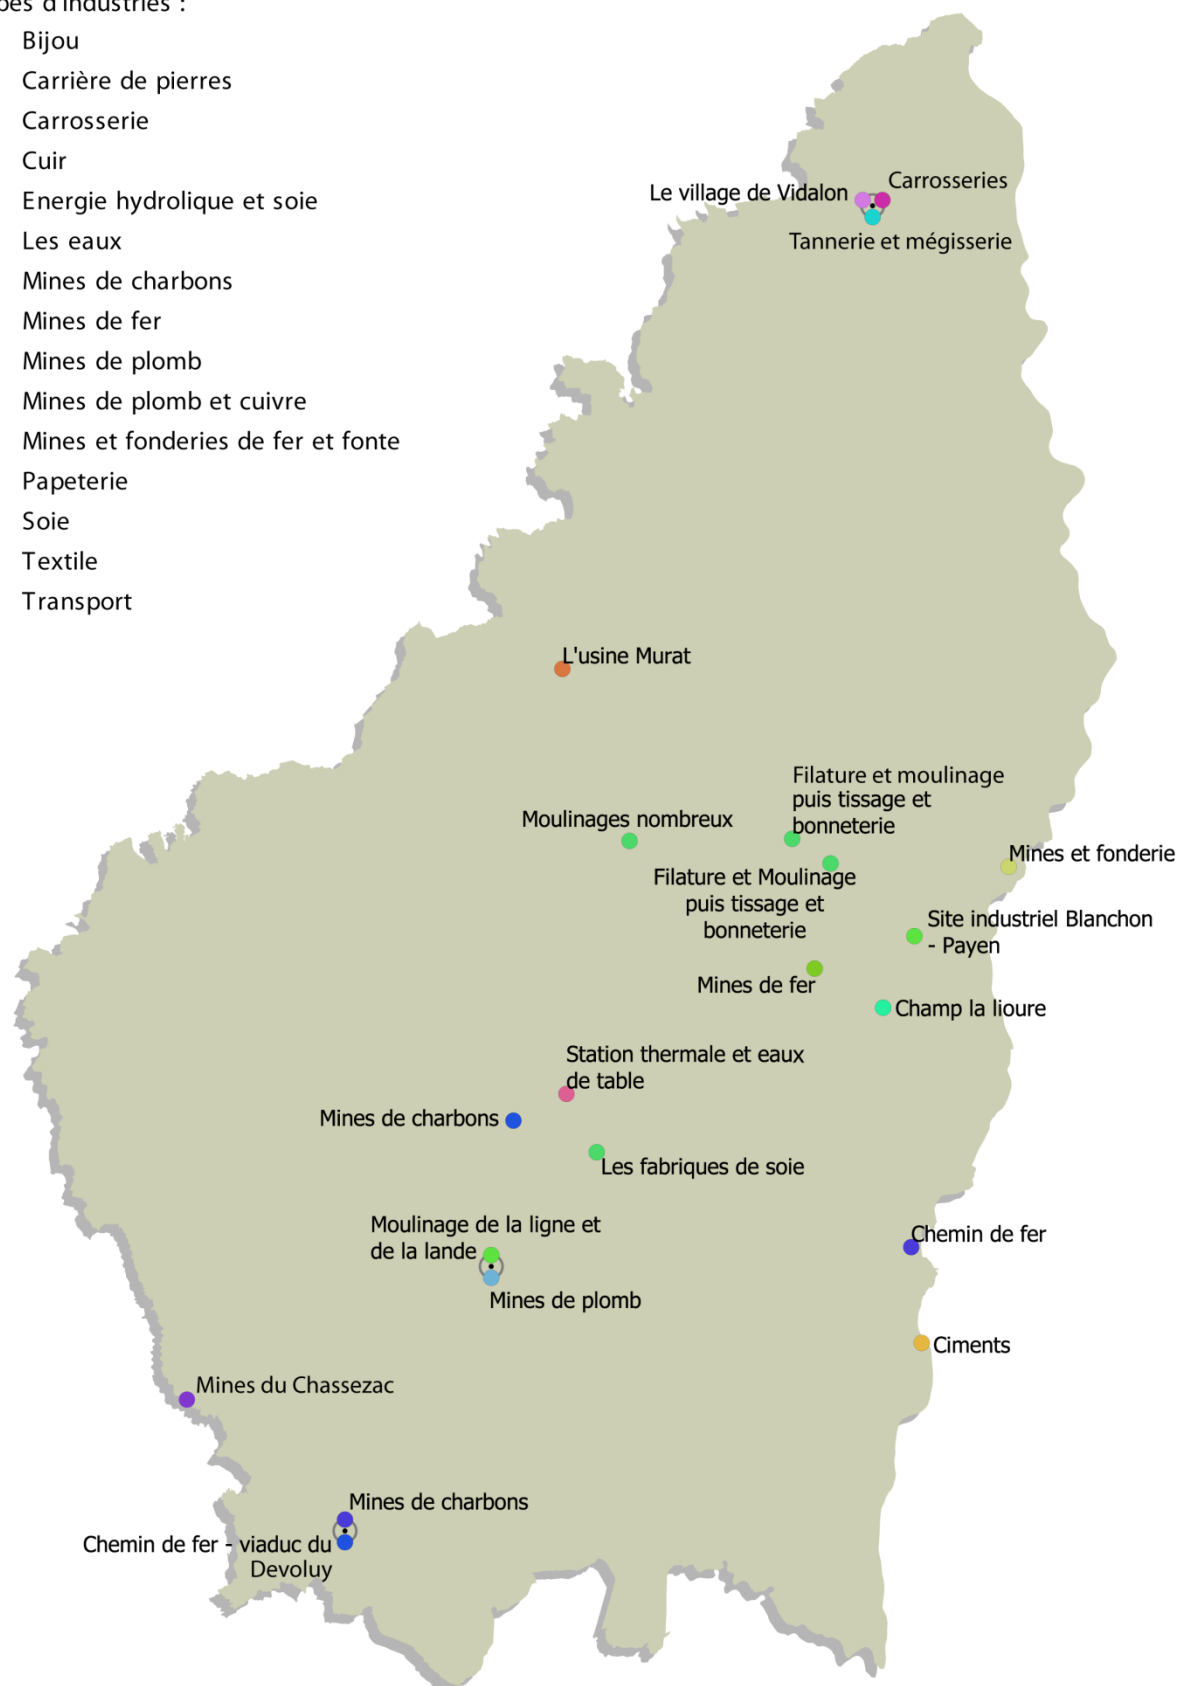 d'industries :
Bijou
Carrière de pierres
Carrosserie
Cuir
Energie hydrolique et soie
Les eaux
Mines de charbons
Mines de fer
Mines de plomb
Mines de plomb et cuivre
Mines et fonderies de fer et fonte
Papeterie
Soie
Textile
Transport
Carrosseries
Le village de Vidalon
Tannerie et mégisserie
L'usine Murat
Filature et moulinage
puis tissage et
bonneterie
Moulinages nombreux
Mines et fonderie
Filature et Moulinage
puis tissage et
bonneterie
Site industriel Blanchon
- Payen
Mines de fer
Champ la lioure
Station thermale et eaux
de table
Mines de charbons
Les fabriques de soie
Moulinage de la ligne et
de la lande
Chemin de fer
Mines de plomb
Ciments
Mines du Chassezac
Mines de charbons
Chemin de fer - viaduc du
Devoluy